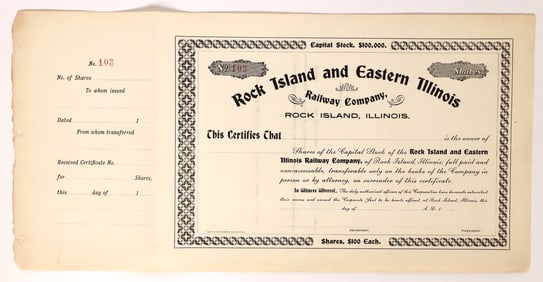 No. 103
No. of Shares
To whom issued
Dated 1
From whom transferred
Received Certificate No.
for Shares,
this day of 1
Capital Stock, $100,000.
No. 103
Shares
Rock Island and Eastern Illinois
Railway Company,
ROCK ISLAND, ILLINOIS.
This Certifies That is the owner of
Shares of the Capital Stock of the Rock Island and Eastern
Illinois Railway Company, of Rock Island, Illinois; full paid and
non-assessable, transferable only on the books of the Company in
person or by attorney, on surrender of this certificate.
In Witness Whereof, The duly authorized officers of this Corporation have hereunto subscribed
their names and caused the Corporate Seal to be hereto affixed, at Rock Island, Illinois, this
day of A. D. 1
SECRETARY. PRESIDENT.
Shares, $100 Each.